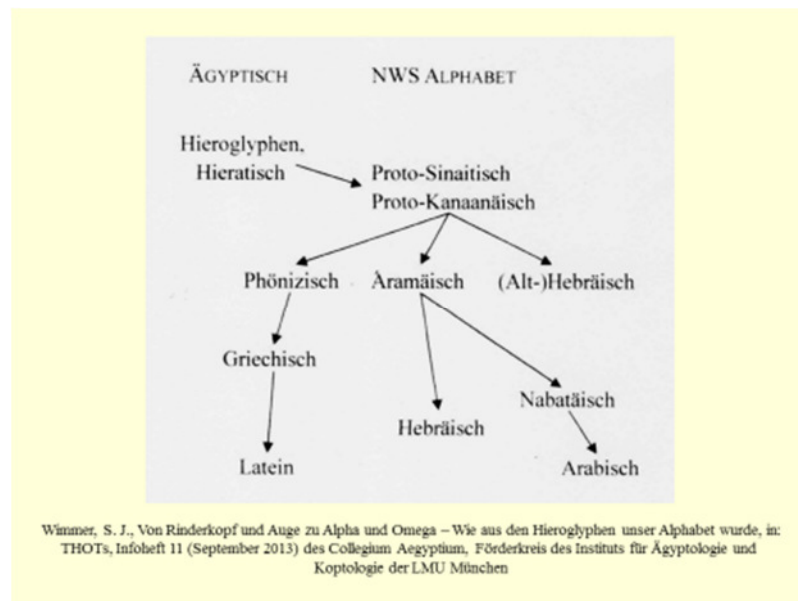 ÄGYPTISCH NWS ALPHABET
Hieroglyphen,
Hieratisch
Proto-Sinaitisch
Proto-Kanaanäisch
Phönizisch Aramäisch (Alt-)Hebräisch
Griechisch
Nabatäisch
Hebräisch
Latein Arabisch
Wimmer, S. J., Von Rinderkopf und Auge zu Alpha und Omega – Wie aus den Hieroglyphen unser Alphabet wurde, in:
THOTs, Infoheft 11 (September 2013) des Collegium Aegyptium, Förderkreis des Instituts für Ägyptologie und
Koptologie der LMU München